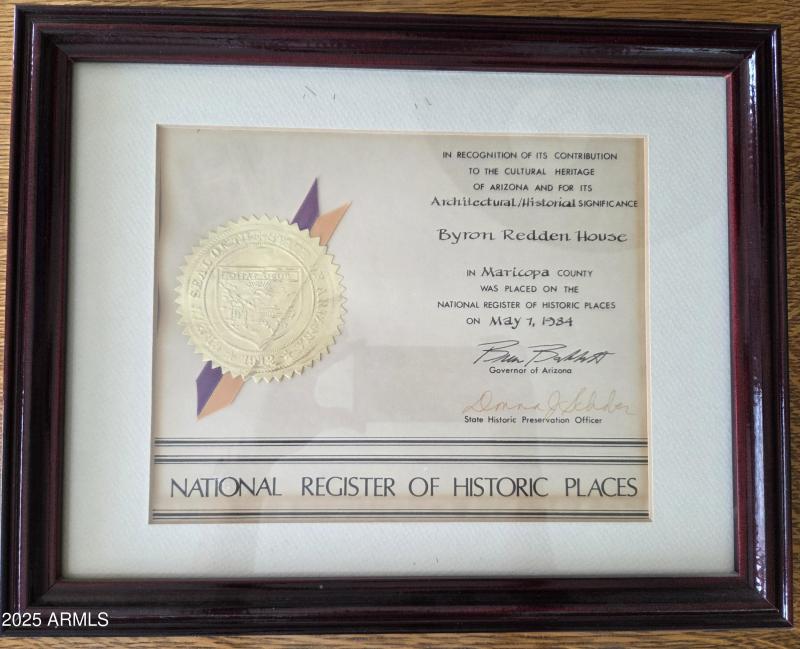 IN RECOGNITION OF ITS CONTRIBUTION
TO THE CULTURAL HERITAGE
OF ARIZONA AND FOR ITS
Architectural/Historical SIGNIFICANCE
Byron Redden House
IN Maricopa COUNTY
WAS PLACED ON THE
NATIONAL REGISTER OF HISTORIC PLACES
ON May 7, 1984
Governor of Arizona
State Historic Preservation Officer
NATIONAL REGISTER OF HISTORIC PLACES
2025 ARMLS